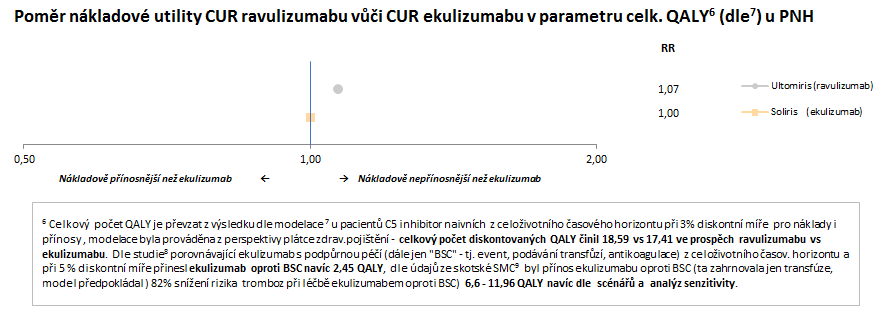 Poměr nákladové utility CUR ravulizumabu vůči CUR ekulizumabu v parametru celk. QALY⁶ (dle⁷) u PNH
RR
1,07 Ultomiris (ravulizumab)
1,00 Soliris (ekulizumab)
0,50 1,00 2,00
Nákladově přínosnější než ekulizumab ← → Nákladově nepřínosnější než ekulizumab
⁶ Celkový počet QALY je převzat z výsledku dle modelace ⁷ u pacientů C5 inhibitor naivních z celoživotního časového horizontu při 3% diskontní míře pro náklady i
přínosy, modelace byla prováděna z perspektivy plátce zdrav.pojištění - celkový počet diskontovaných QALY činil 18,59 vs 17,41 ve prospěch ravulizumabu vs
ekulizumabu. Dle studie⁸ porovnávající ekulizumab s podpůrnou péčí (dále jen "BSC" - tj. event, podávání transfůzí, antikoagulace) z celoživotního časov. horizontu a
při 5 % diskontní míře přinesl ekulizumab oproti BSC navíc 2,45 QALY, dle údajů ze skotské SMC⁹ byl přínos ekulizumabu oproti BSC (ta zahrnovala jen transfúze,
model předpokládal) 82% snížení rizika tromboz při léčbě ekulizumabem oproti BSC) 6,6 - 11,96 QALY navíc dle scénářů a analýz senzitivity.